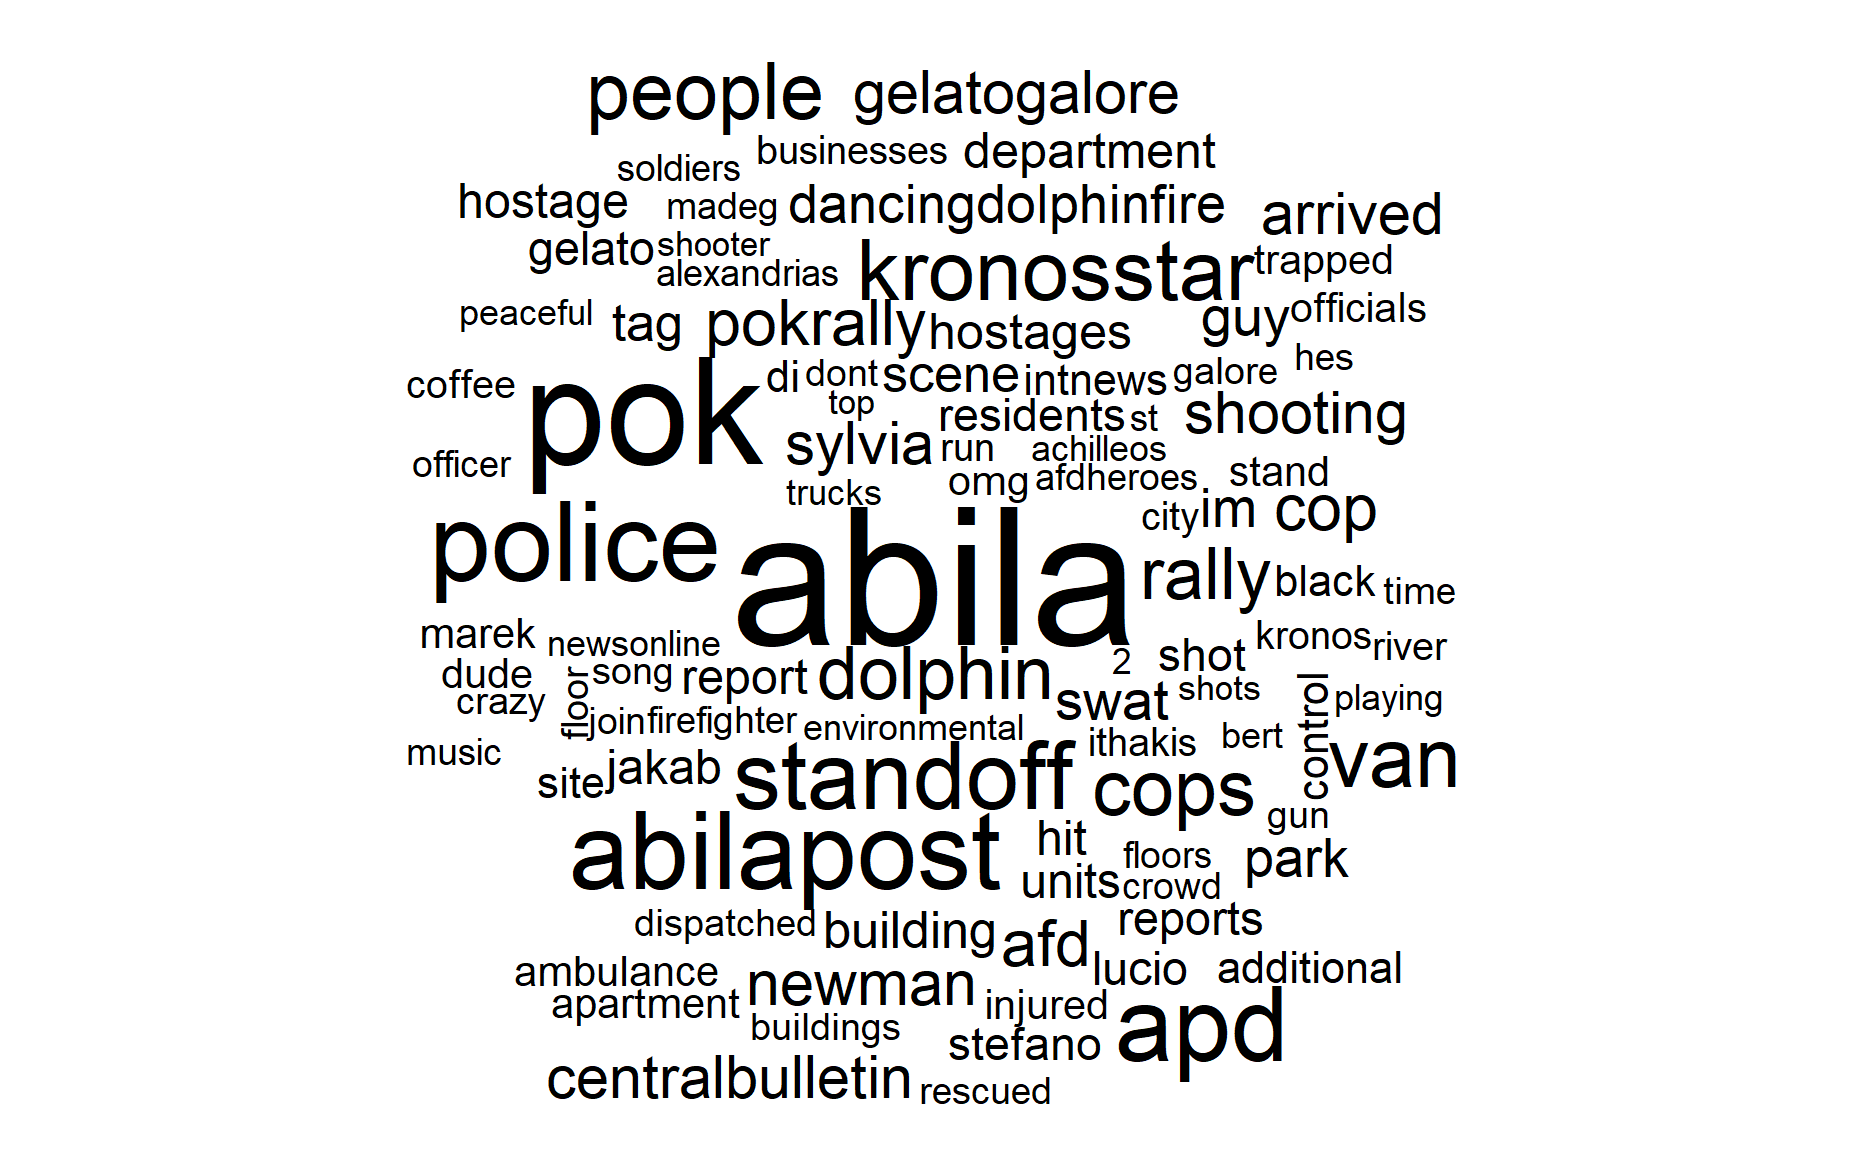 people gelatogalore
businesses department
soldiers
hostage madeg dancingdolphinfire arrived
gelato shooter kronosstar trapped
alexandrias
peaceful tag pokrally hostages guy officials
coffee pok di dont scene intnews galore hes
top residents st shooting
officer sylvia run achilleos
trucks omg afdheroes stand
police abila city im cop
rally black time
marek newsonline kronos river
dude song report dolphin 2 shot
crazy floor swat shots control playing
join firefighter environmental ithakis bert
music site jakab standoff cops van
gun
abilapost hit floors park
units crowd
dispatched building afd reports
ambulance newman lucio additional
apartment injured apd
buildings stefano
centralbulletin rescued